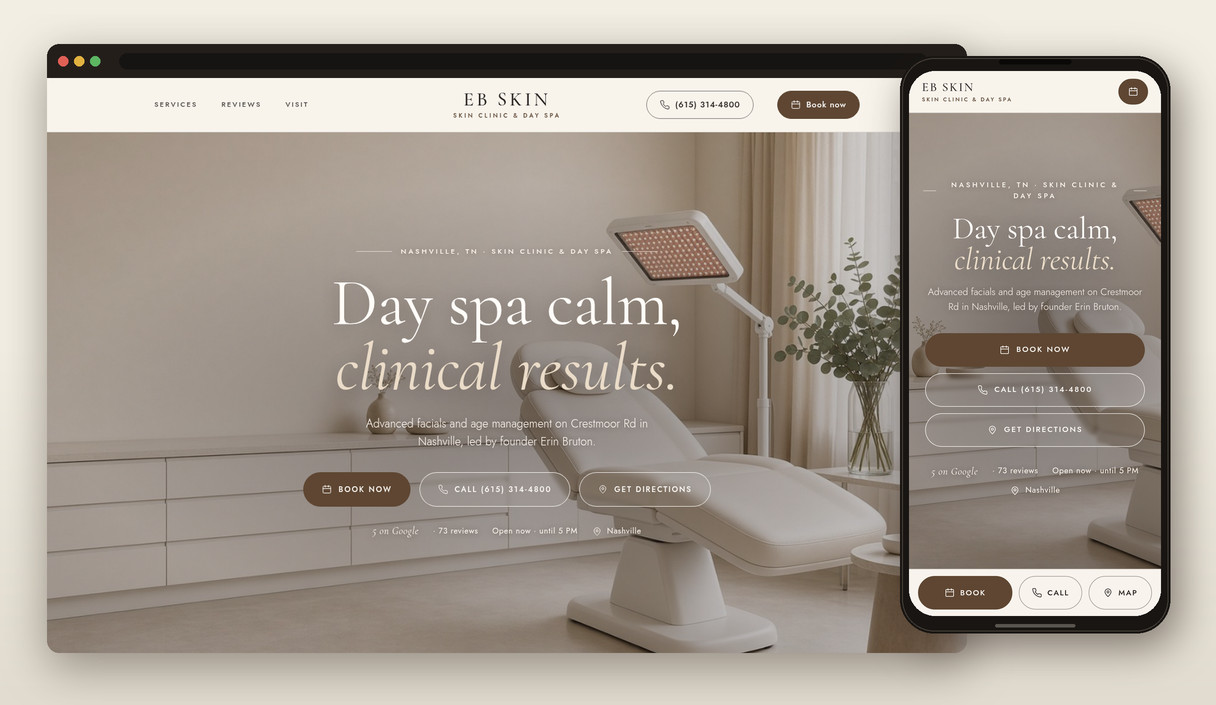 SERVICES REVIEWS VISIT
EB SKIN
SKIN CLINIC & DAY SPA
(615) 314-4800
Book now
NASHVILLE, TN · SKIN CLINIC & DAY SPA
Day spa calm,
clinical results.
Advanced facials and age management on Crestmoor Rd in
Nashville, led by founder Erin Bruton.
BOOK NOW
CALL (615) 314-4800
GET DIRECTIONS
5 on Google · 73 reviews Open now · until 5 PM Nashville
EB SKIN
SKIN CLINIC & DAY SPA
NASHVILLE, TN · SKIN CLINIC &
DAY SPA
Day spa calm,
clinical results.
Advanced facials and age management on Crestmoor
Rd in Nashville, led by founder Erin Bruton.
BOOK NOW
CALL (615) 314-4800
GET DIRECTIONS
5 on Google · 73 reviews Open now · until 5 PM
Nashville
BOOK CALL MAP